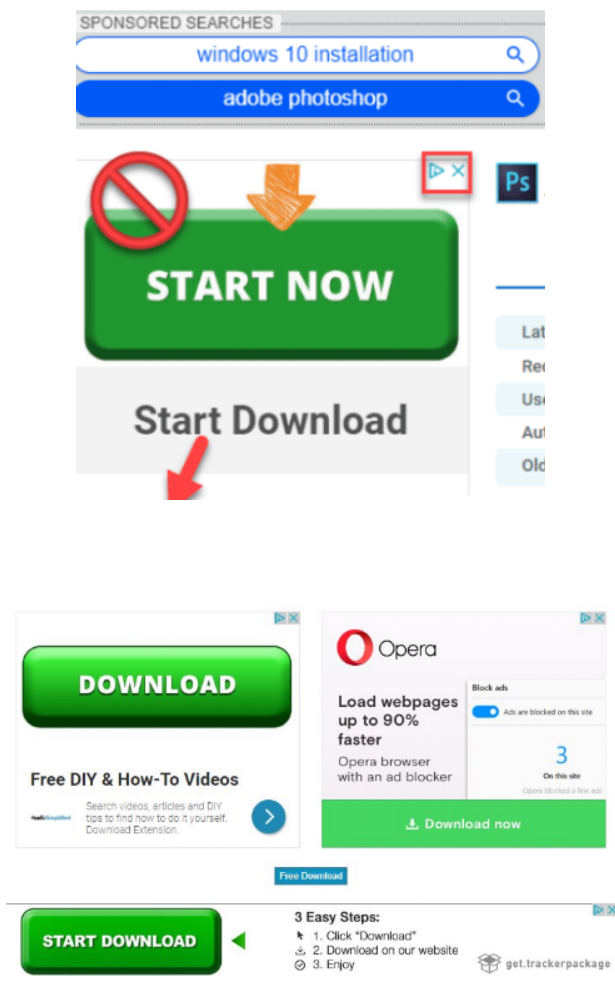 SPONSORED SEARCHES
windows 10 installation
adobe photoshop
Ps
START NOW
Start Download
Lat
Rec
Use
Aut
Old
DOWNLOAD
Free DIY & How-To Videos
Search videos, articles and DIY
tips to find how to do it yourself.
Download Extension.
Opera
Load webpages
up to 90%
faster
Opera browser
with an ad blocker
Block ads
Ads are blocked on this site
3
On this site
Opera blocked a few ads
Download now
Free Download
START DOWNLOAD
3 Easy Steps:
1. Click "Download"
2. Download on our website
3. Enjoy
get.trackerpackage